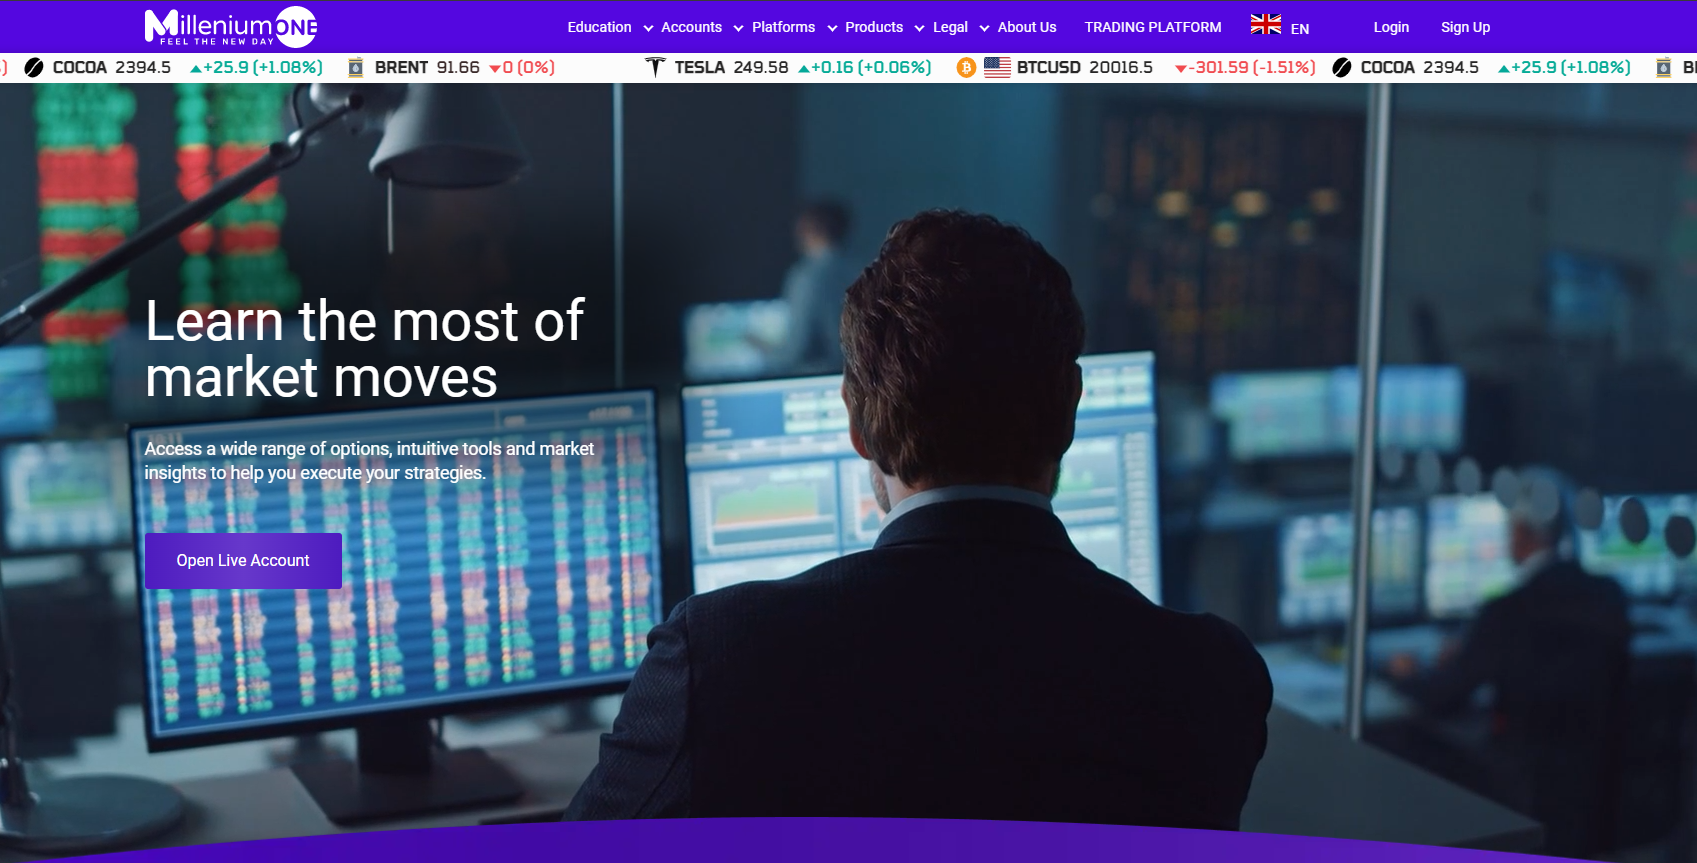 MilleniumONE
FEEL THE NEW DAY
Education Accounts Platforms Products Legal About Us TRADING PLATFORM EN Login Sign Up
) COCOA 2394.5 ▲+25.9 (+1.08%) BRENT 91.66 ▼0 (0%) TESLA 249.58 ▲+0.16 (+0.06%) BTCUSD 20016.5 ▼-301.59 (-1.51%) COCOA 2394.5 ▲+25.9 (+1.08%)
Learn the most of
market moves
Access a wide range of options, intuitive tools and market
insights to help you execute your strategies.
Open Live Account